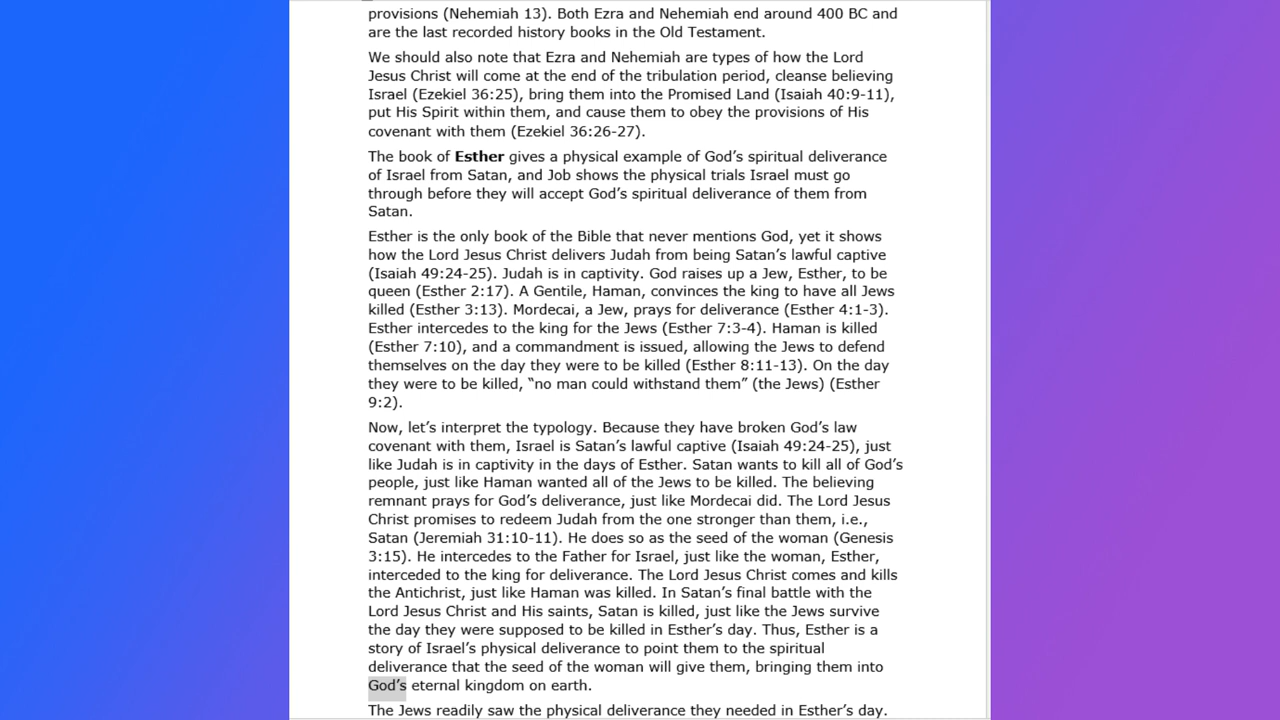 provisions (Nehemiah 13). Both Ezra and Nehemiah end around 400 BC and
are the last recorded history books in the Old Testament.
We should also note that Ezra and Nehemiah are types of how the Lord
Jesus Christ will come at the end of the tribulation period, cleanse believing
Israel (Ezekiel 36:25), bring them into the Promised Land (Isaiah 40:9-11),
put His Spirit within them, and cause them to obey the provisions of His
covenant with them (Ezekiel 36:26-27).
The book of Esther gives a physical example of God’s spiritual deliverance
of Israel from Satan, and Job shows the physical trials Israel must go
through before they will accept God’s spiritual deliverance of them from
Satan.
Esther is the only book of the Bible that never mentions God, yet it shows
how the Lord Jesus Christ delivers Judah from being Satan’s lawful captive
(Isaiah 49:24-25). Judah is in captivity. God raises up a Jew, Esther, to be
queen (Esther 2:17). A Gentile, Haman, convinces the king to have all Jews
killed (Esther 3:13). Mordecai, a Jew, prays for deliverance (Esther 4:1-3).
Esther intercedes to the king for the Jews (Esther 7:3-4). Haman is killed
(Esther 7:10), and a commandment is issued, allowing the Jews to defend
themselves on the day they were to be killed (Esther 8:11-13). On the day
they were to be killed, “no man could withstand them” (the Jews) (Esther
9:2).
Now, let’s interpret the typology. Because they have broken God’s law
covenant with them, Israel is Satan’s lawful captive (Isaiah 49:24-25), just
like Judah is in captivity in the days of Esther. Satan wants to kill all of God’s
people, just like Haman wanted all of the Jews to be killed. The believing
remnant prays for God’s deliverance, just like Mordecai did. The Lord Jesus
Christ promises to redeem Judah from the one stronger than them, i.e.,
Satan (Jeremiah 31:10-11). He does so as the seed of the woman (Genesis
3:15). He intercedes to the Father for Israel, just like the woman, Esther,
interceded to the king for deliverance. The Lord Jesus Christ comes and kills
the Antichrist, just like Haman was killed. In Satan’s final battle with the
Lord Jesus Christ and His saints, Satan is killed, just like the Jews survive
the day they were supposed to be killed in Esther’s day. Thus, Esther is a
story of Israel’s physical deliverance to point them to the spiritual
deliverance that the seed of the woman will give them, bringing them into
God’s eternal kingdom on earth.
The Jews readily saw the physical deliverance they needed in Esther’s day.